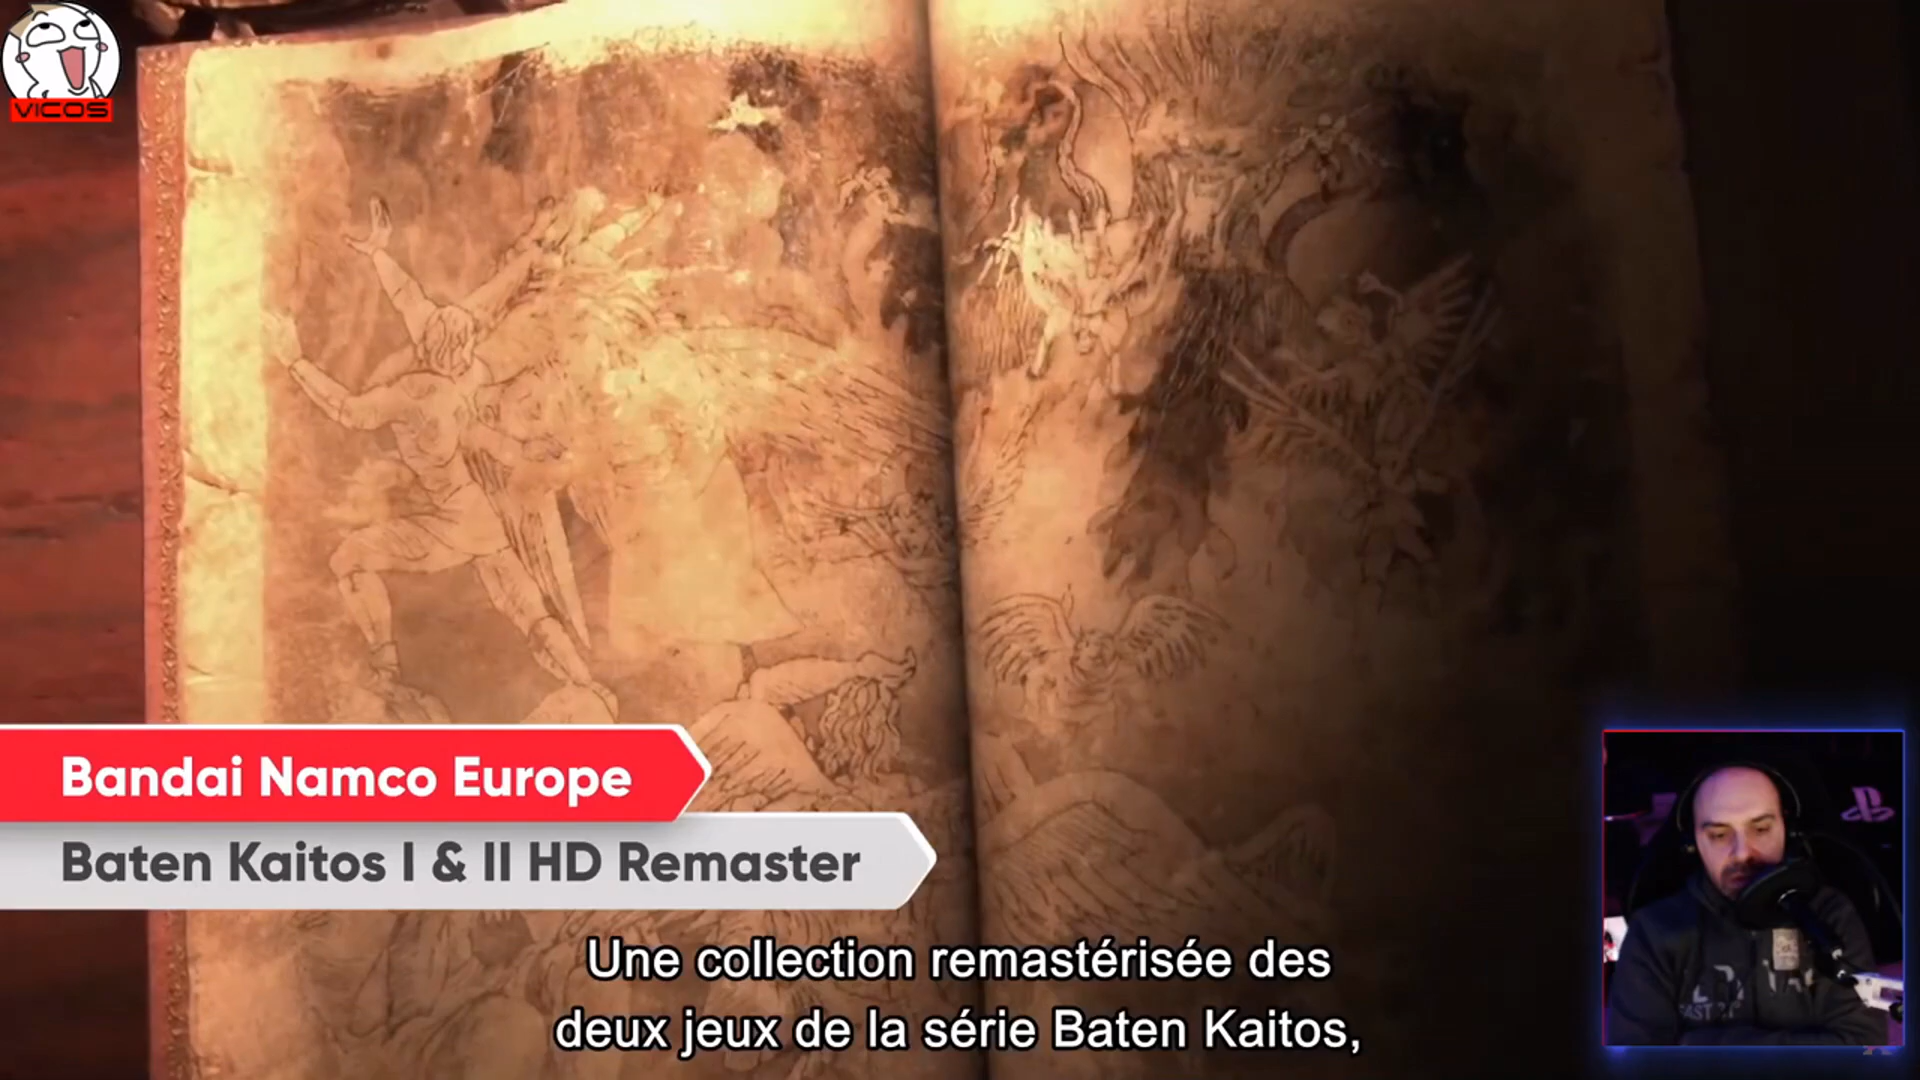 VICOS
Bandai Namco Europe
Baten Kaitos I & II HD Remaster
Une collection remastérisée des
deux jeux de la série Baten Kaitos,